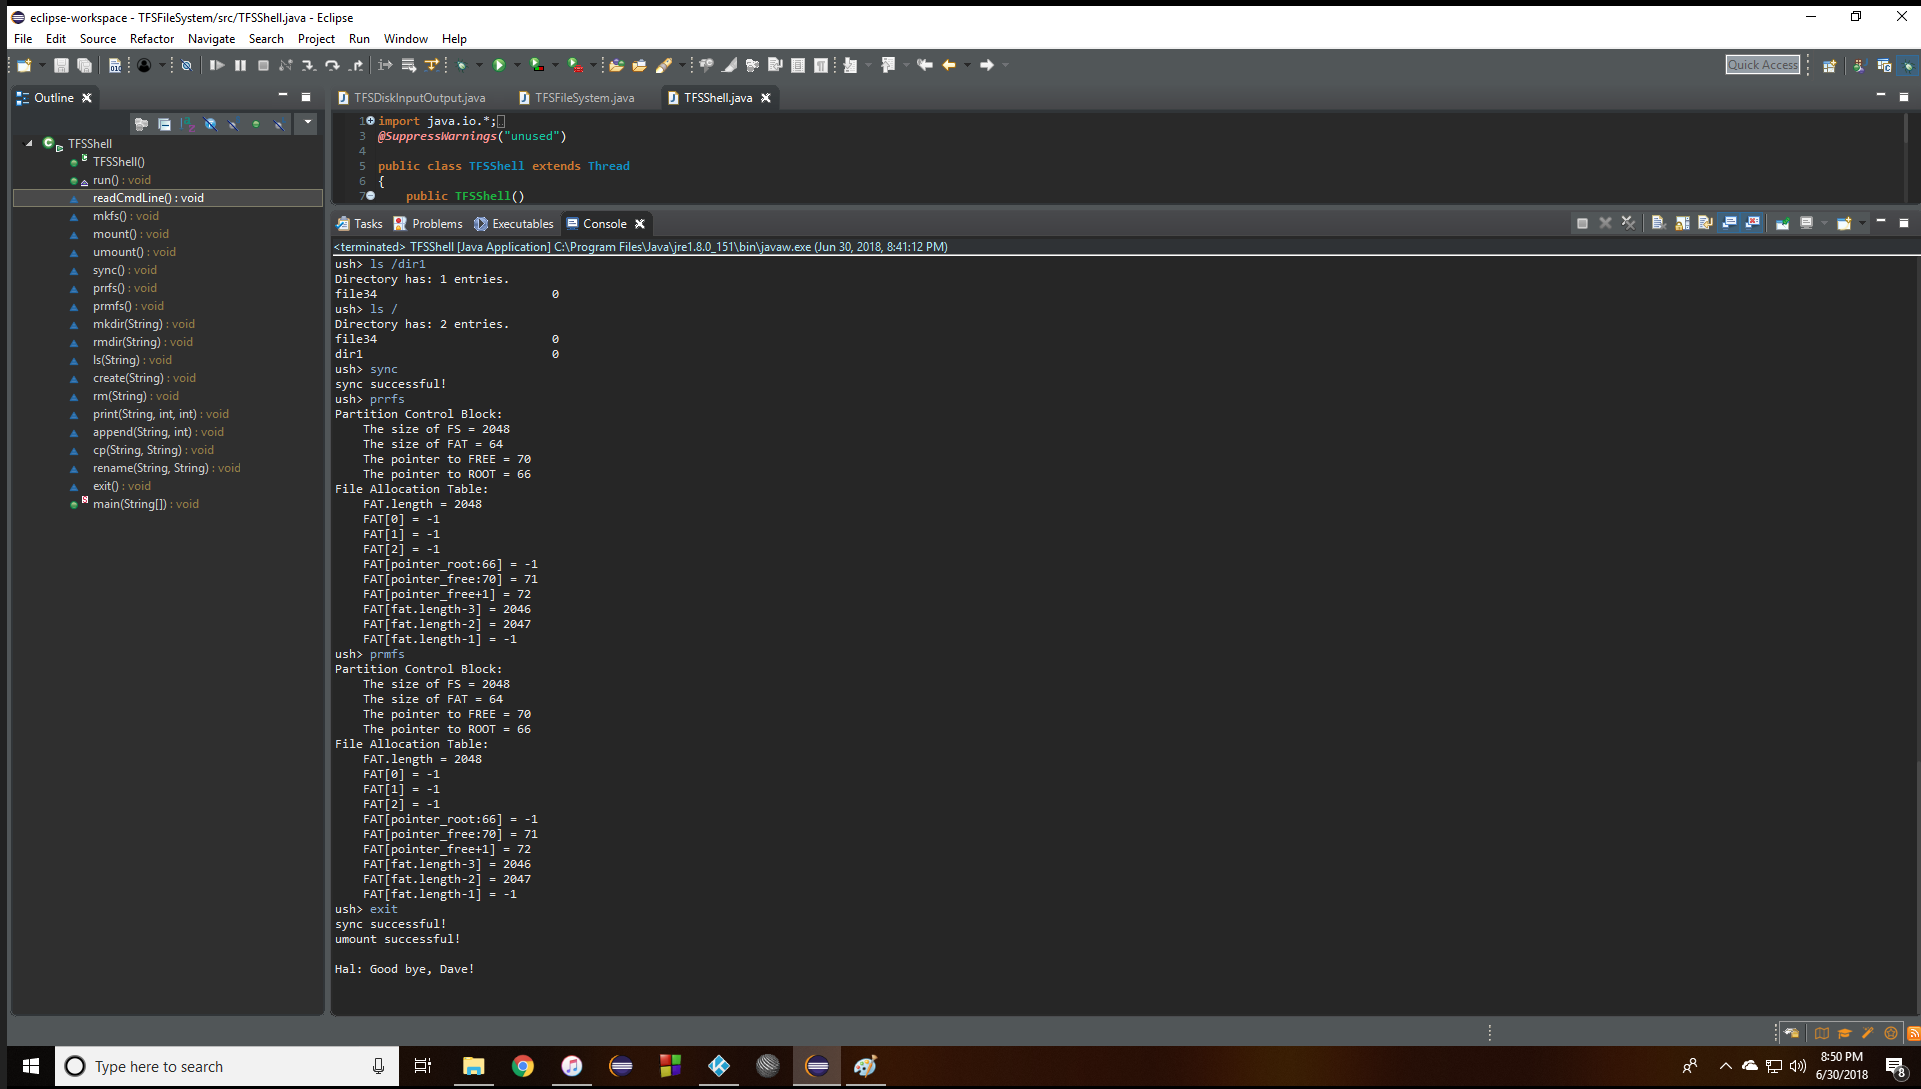 eclipse-workspace - TFSFileSystem/src/TFSShell.java - Eclipse
File Edit Source Refactor Navigate Search Project Run Window Help
Quick Access
Outline
TFSShell
TFSShell()
run() : void
readCmdLine() : void
mkfs() : void
mount() : void
umount() : void
sync() : void
prrfs() : void
prmfs() : void
mkdir(String) : void
rmdir(String) : void
ls(String) : void
create(String) : void
rm(String) : void
print(String, int, int) : void
append(String, int) : void
cp(String, String) : void
rename(String, String) : void
exit() : void
main(String[]) : void
TFSDiskInputOutput.java TFSFileSystem.java TFSShell.java
1 import java.io.*;
3 @SuppressWarnings("unused")
4
5 public class TFSShell extends Thread
6 {
7 public TFSShell()
Tasks Problems Executables Console
<terminated> TFSShell [Java Application] C:\Program Files\Java\jre1.8.0_151\bin\javaw.exe (Jun 30, 2018, 8:41:12 PM)
ush> ls /dir1
Directory has: 1 entries.
file34 0
ush> ls /
Directory has: 2 entries.
file34 0
dir1 0
ush> sync
sync successful!
ush> prrfs
Partition Control Block:
The size of FS = 2048
The size of FAT = 64
The pointer to FREE = 70
The pointer to ROOT = 66
File Allocation Table:
FAT.length = 2048
FAT[0] = -1
FAT[1] = -1
FAT[2] = -1
FAT[pointer_root:66] = -1
FAT[pointer_free:70] = 71
FAT[pointer_free+1] = 72
FAT[fat.length-3] = 2046
FAT[fat.length-2] = 2047
FAT[fat.length-1] = -1
ush> prmfs
Partition Control Block:
The size of FS = 2048
The size of FAT = 64
The pointer to FREE = 70
The pointer to ROOT = 66
File Allocation Table:
FAT.length = 2048
FAT[0] = -1
FAT[1] = -1
FAT[2] = -1
FAT[pointer_root:66] = -1
FAT[pointer_free:70] = 71
FAT[pointer_free+1] = 72
FAT[fat.length-3] = 2046
FAT[fat.length-2] = 2047
FAT[fat.length-1] = -1
ush> exit
sync successful!
umount successful!
Hal: Good bye, Dave!
Type here to search
8:50 PM
6/30/2018
8